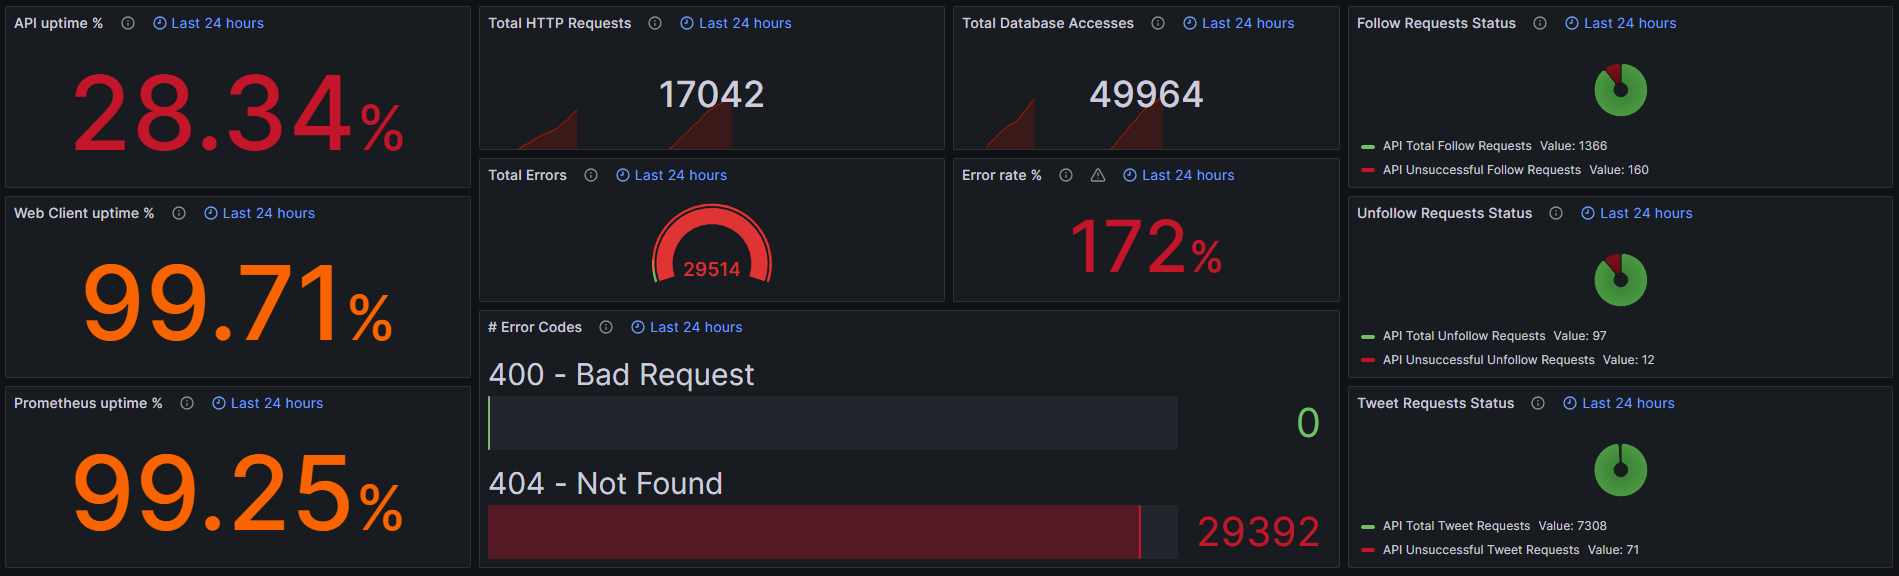 API uptime % Last 24 hours
28.34%
Web Client uptime % Last 24 hours
99.71%
Prometheus uptime % Last 24 hours
99.25%
Total HTTP Requests Last 24 hours
17042
Total Database Accesses Last 24 hours
49964
Total Errors Last 24 hours
29514
Error rate % Last 24 hours
172%
# Error Codes Last 24 hours
400 - Bad Request
0
404 - Not Found
29392
Follow Requests Status Last 24 hours
API Total Follow Requests Value: 1366
API Unsuccessful Follow Requests Value: 160
Unfollow Requests Status Last 24 hours
API Total Unfollow Requests Value: 97
API Unsuccessful Unfollow Requests Value: 12
Tweet Requests Status Last 24 hours
API Total Tweet Requests Value: 7308
API Unsuccessful Tweet Requests Value: 71